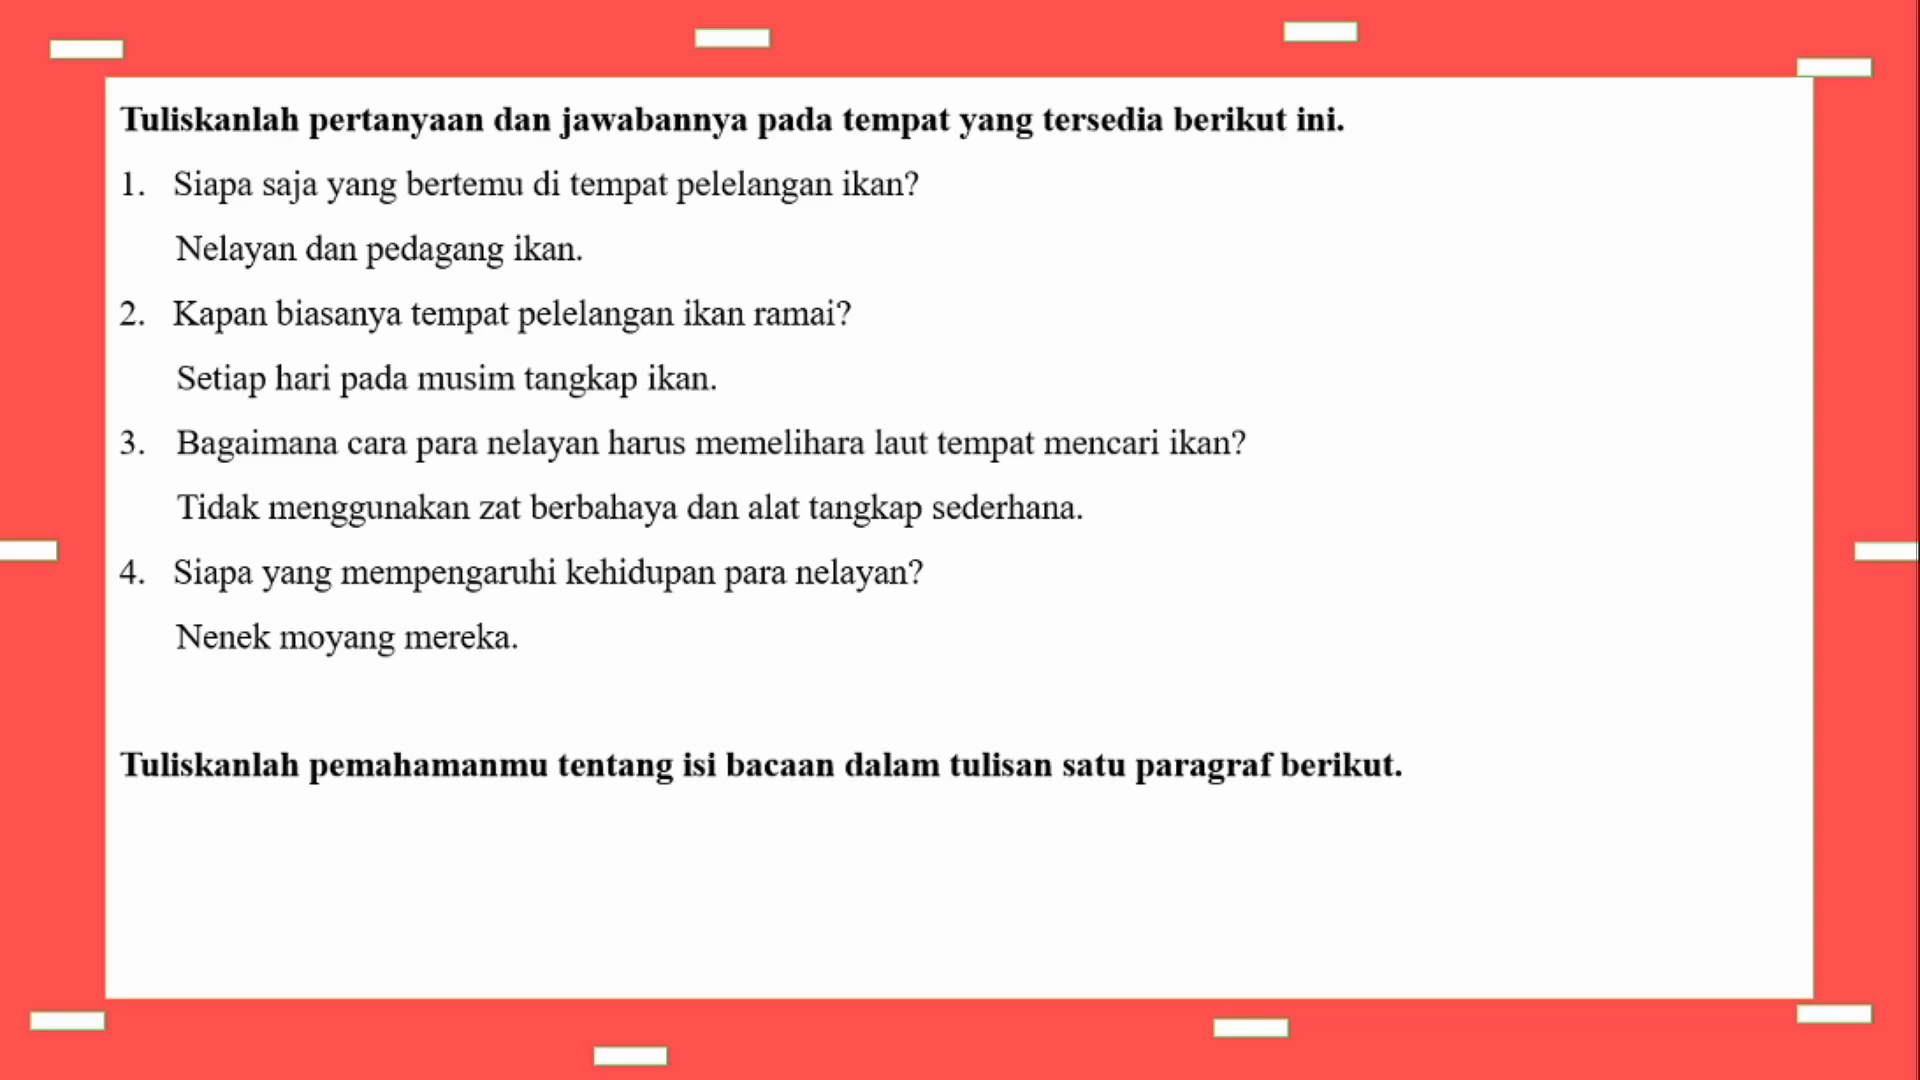 Tuliskanlah pertanyaan dan jawabannya pada tempat yang tersedia berikut ini.
1. Siapa saja yang bertemu di tempat pelelangan ikan?
Nelayan dan pedagang ikan.
2. Kapan biasanya tempat pelelangan ikan ramai?
Setiap hari pada musim tangkap ikan.
3. Bagaimana cara para nelayan harus memelihara laut tempat mencari ikan?
Tidak menggunakan zat berbahaya dan alat tangkap sederhana.
4. Siapa yang mempengaruhi kehidupan para nelayan?
Nenek moyang mereka.
Tuliskanlah pemahamanmu tentang isi bacaan dalam tulisan satu paragraf berikut.